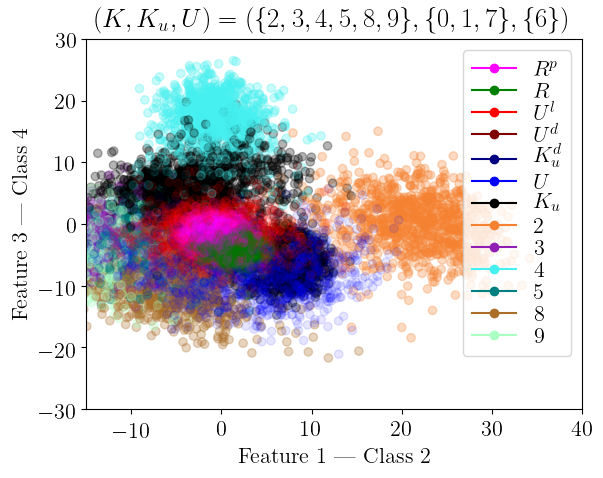 (K, K_u, U) = ({2, 3, 4, 5, 8, 9}, {0, 1, 7}, {6})
30
20
10
0
−10
−20
−30
Feature 3 — Class 4
R^p
R
U^l
U^d
K_u^d
U
K_u
2
3
4
5
8
9
−10
0
10
20
30
40
Feature 1 — Class 2